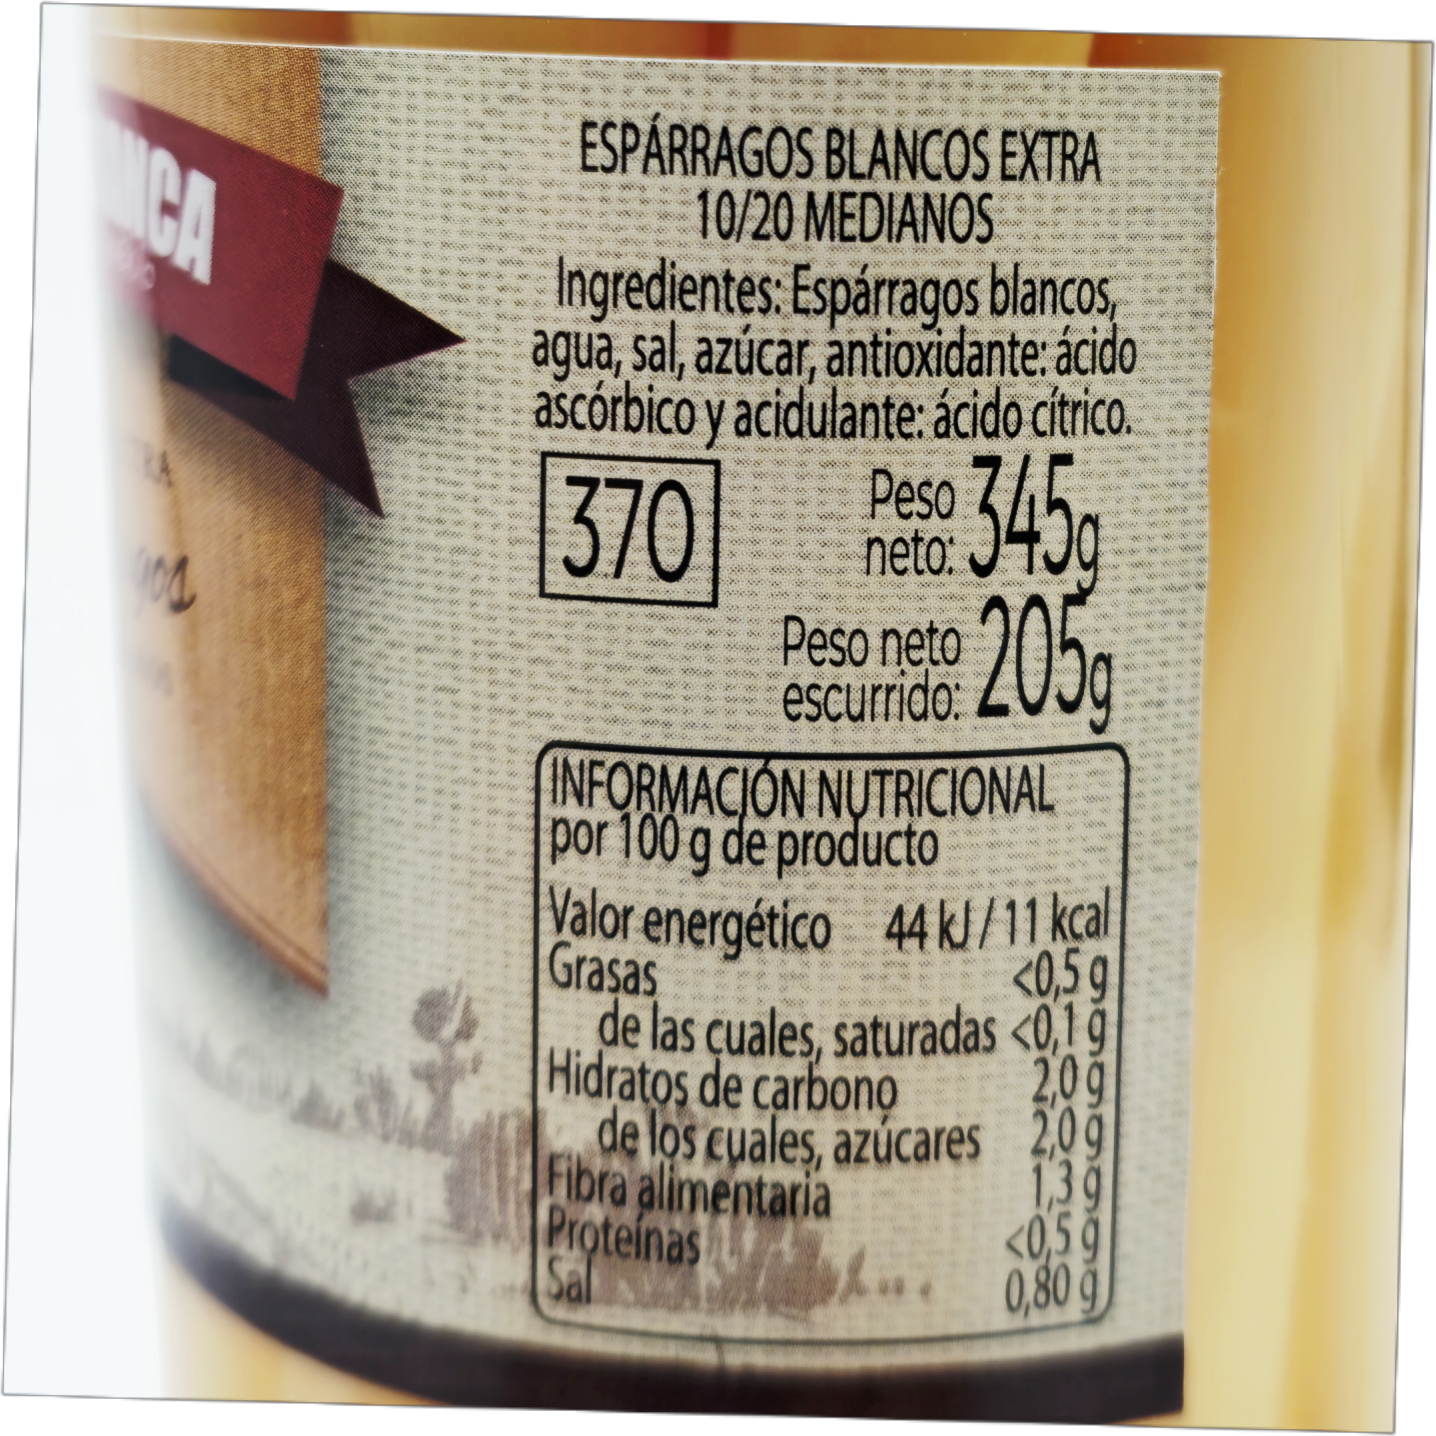 ESPÁRRAGOS BLANCOS EXTRA
10/20 MEDIANOS
Ingredientes: Espárragos blancos,
agua, sal, azúcar, antioxidante: ácido
ascórbico y acidulante: ácido cítrico.
370
Peso neto: 345g
Peso neto escurrido: 205g
INFORMACIÓN NUTRICIONAL
por 100 g de producto
Valor energético 44 kJ / 11 kcal
Grasas <0,5 g
de las cuales, saturadas <0,1 g
Hidratos de carbono 2,0 g
de los cuales, azúcares 2,0 g
Fibra alimentaria 1,3 g
Proteínas <0,5 g
Sal 0,80 g